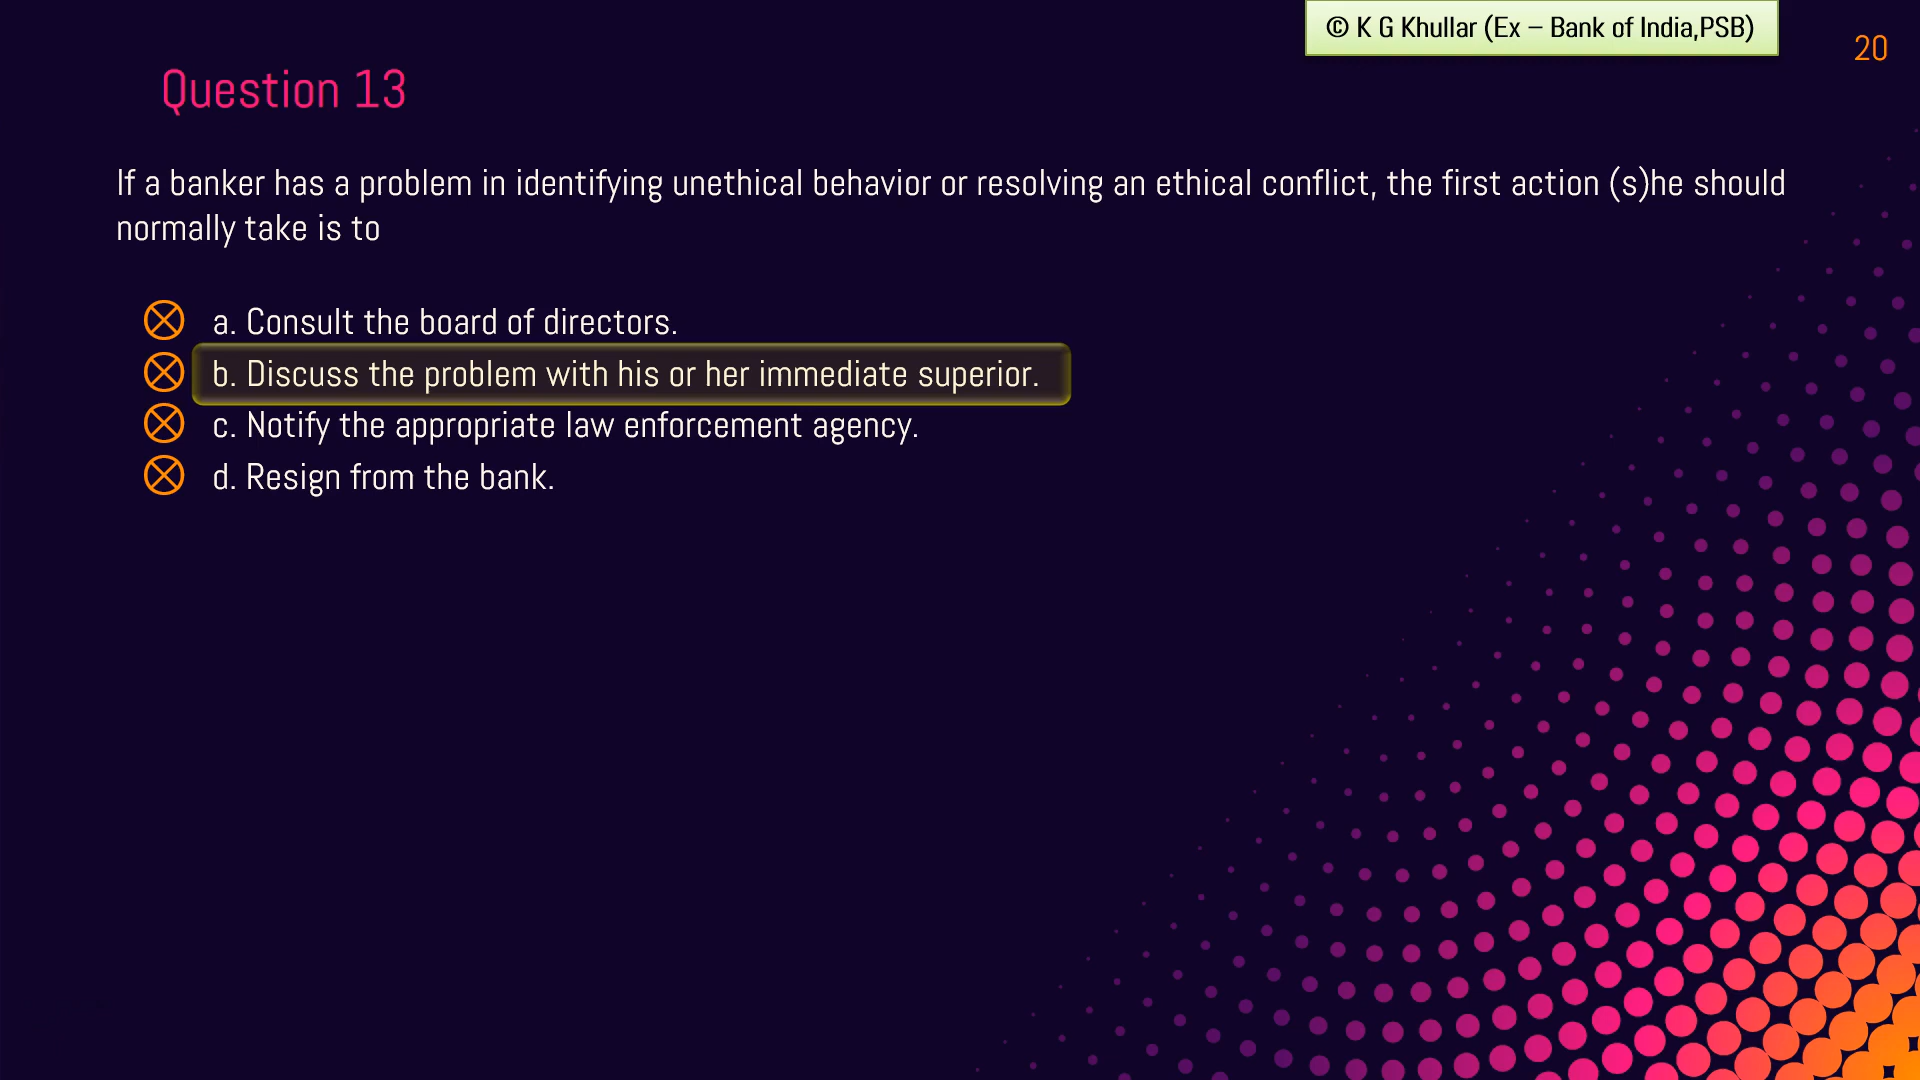 © K G Khullar (Ex – Bank of India,PSB)
20
Question 13
If a banker has a problem in identifying unethical behavior or resolving an ethical conflict, the first action (s)he should
normally take is to
a. Consult the board of directors.
b. Discuss the problem with his or her immediate superior.
c. Notify the appropriate law enforcement agency.
d. Resign from the bank.